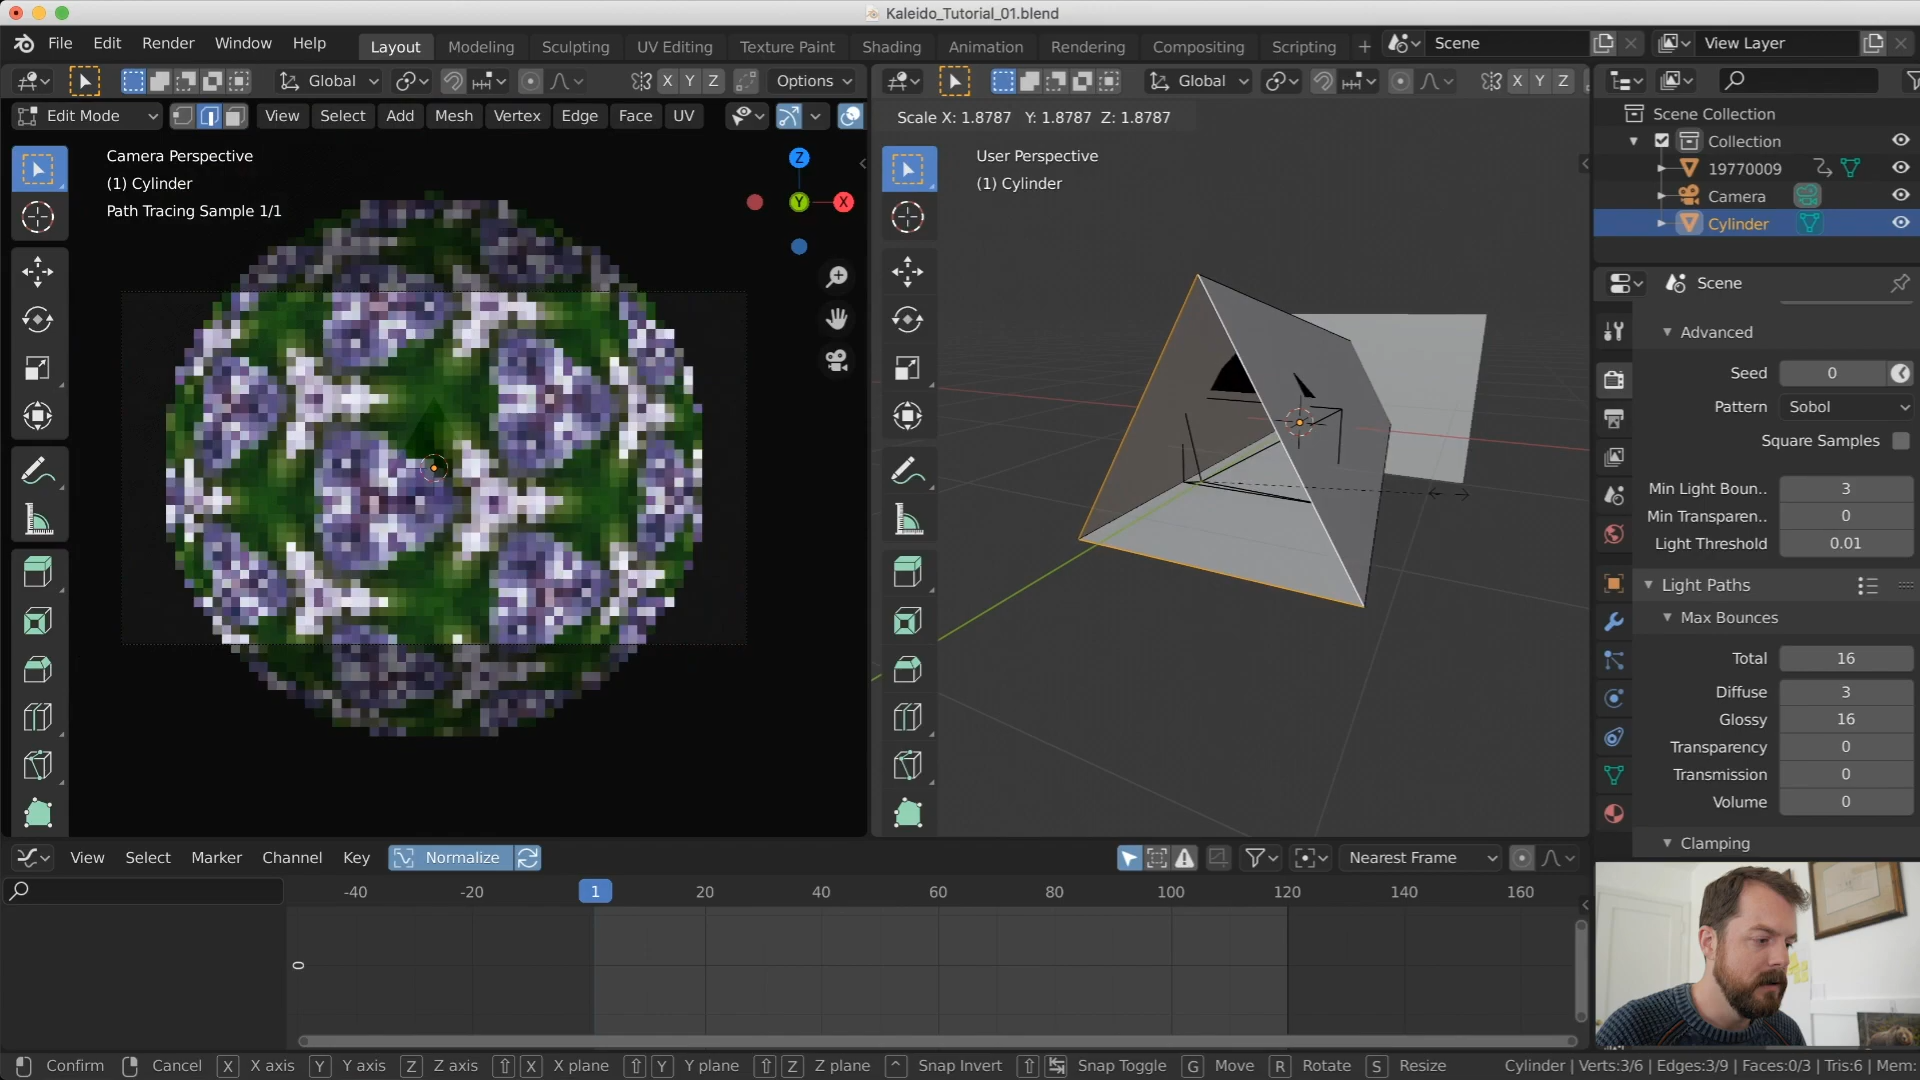 Kaleido_Tutorial_01.blend
File Edit Render Window Help Layout Modeling Sculpting UV Editing Texture Paint Shading Animation Rendering Compositing Scripting + Scene View Layer
Global X Y Z Options Global X Y Z
Edit Mode View Select Add Mesh Vertex Edge Face UV
Scale X: 1.8787 Y: 1.8787 Z: 1.8787
Scene Collection
Collection
19770009
Camera
Cylinder
Camera Perspective
(1) Cylinder
Path Tracing Sample 1/1
Z
Y
X
User Perspective
(1) Cylinder
Scene
Advanced
Seed 0
Pattern Sobol
Square Samples
Min Light Boun.. 3
Min Transparen.. 0
Light Threshold 0.01
Light Paths
Max Bounces
Total 16
Diffuse 3
Glossy 16
Transparency 0
Transmission 0
Volume 0
Clamping
View Select Marker Channel Key Normalize Nearest Frame
-40 -20 1 20 40 60 80 100 120 140 160
0
Confirm Cancel X X axis Y Y axis Z Z axis X X plane Y Y plane Z Z plane ^ Snap Invert Snap Toggle G Move R Rotate S Resize Cylinder | Verts:3/6 | Edges:3/9 | Faces:0/3 | Tris:6 | Mem: